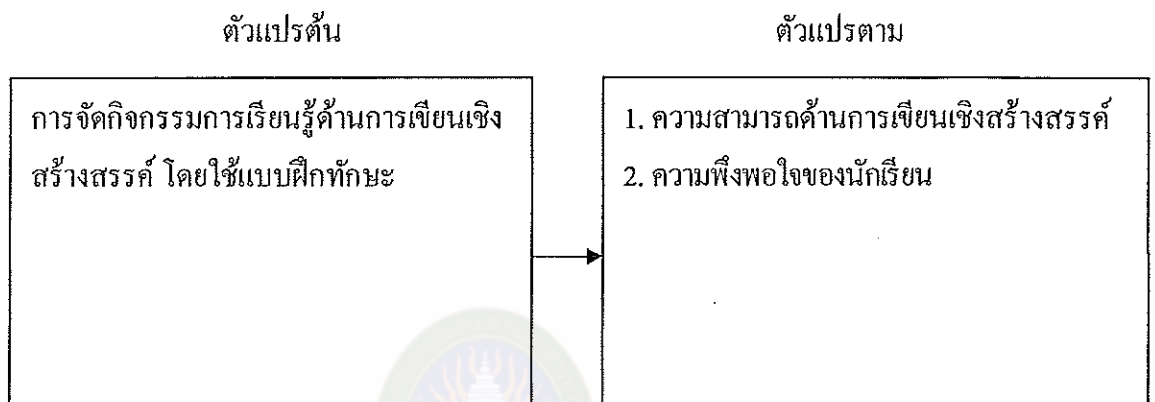 ตัวแปรต้น
ตัวแปรตาม
การจัดกิจกรรมการเรียนรู้ด้านการเขียนเชิง
สร้างสรรค์ โดยใช้แบบฝึกทักษะ
1. ความสามารถด้านการเขียนเชิงสร้างสรรค์
2. ความพึงพอใจของนักเรียน